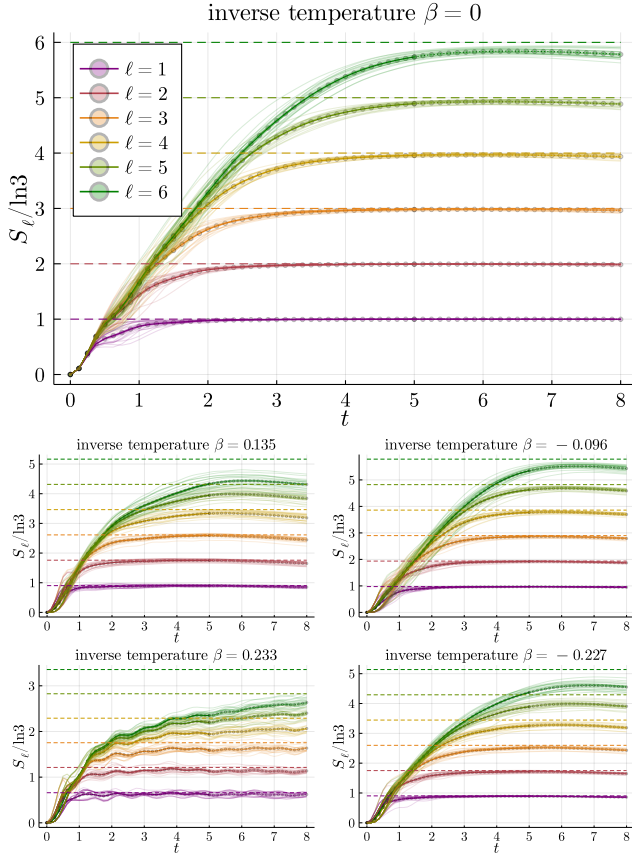 inverse temperature β = 0
S_ℓ/ln3
6
5
4
3
2
1
0
ℓ = 1
ℓ = 2
ℓ = 3
ℓ = 4
ℓ = 5
ℓ = 6
0 1 2 3 4 5 6 7 8
t
inverse temperature β = 0.135
S_ℓ/ln3
5
4
3
2
1
0
0 1 2 3 4 5 6 7 8
t
inverse temperature β = − 0.096
S_ℓ/ln3
5
4
3
2
1
0
0 1 2 3 4 5 6 7 8
t
inverse temperature β = 0.233
S_ℓ/ln3
3
2
1
0
0 1 2 3 4 5 6 7 8
t
inverse temperature β = − 0.227
S_ℓ/ln3
5
4
3
2
1
0
0 1 2 3 4 5 6 7 8
t